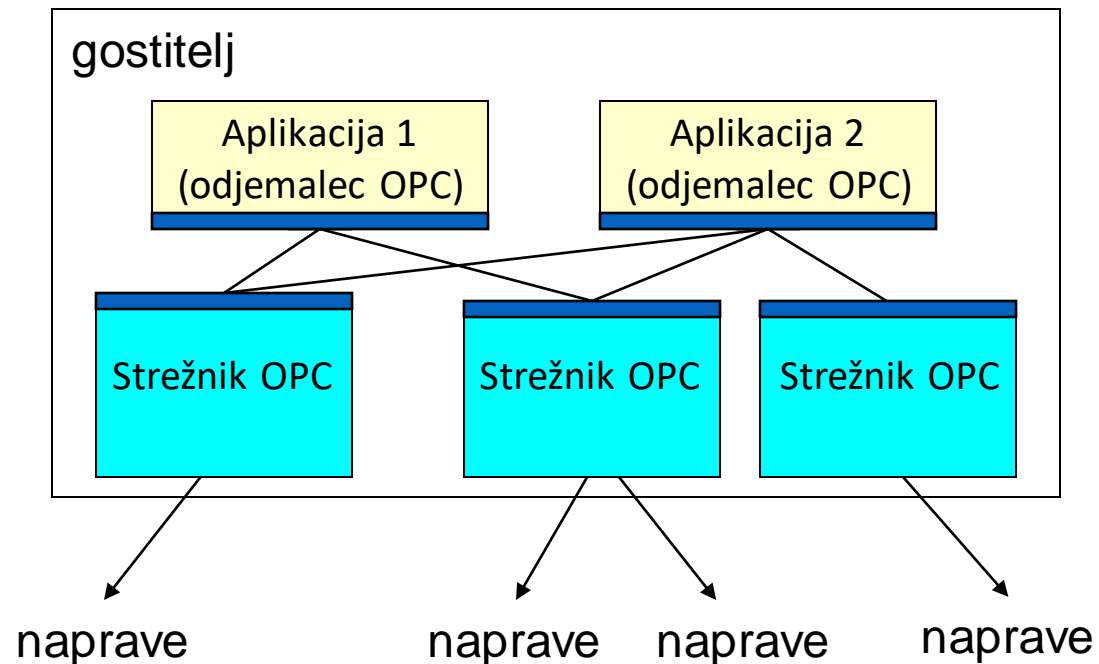 gostitelj
Aplikacija 1
(odjemalec OPC)
Aplikacija 2
(odjemalec OPC)
Strežnik OPC
Strežnik OPC
Strežnik OPC
naprave
naprave
naprave
naprave